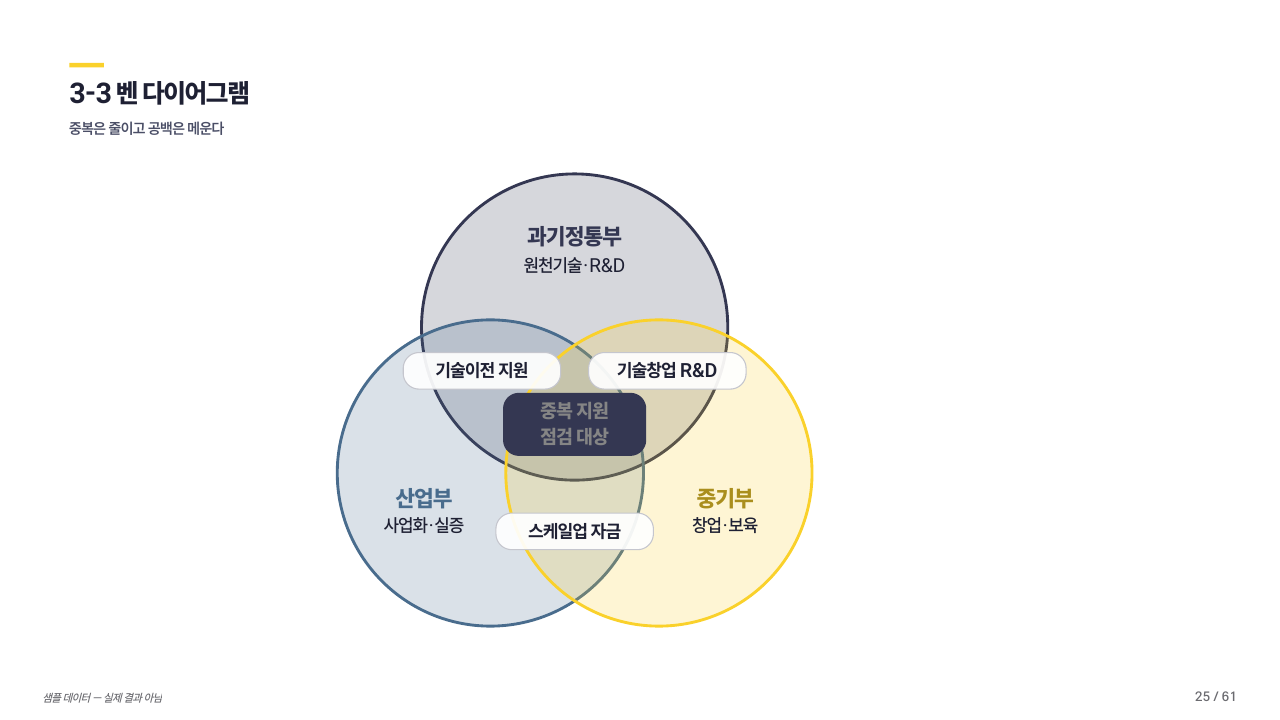 3-3 벤 다이어그램
중복은 줄이고 공백은 메운다
과기정통부
원천기술·R&D
기술이전 지원
기술창업 R&D
중복 지원
점검 대상
산업부
사업화·실증
중기부
창업·보육
스케일업 자금
샘플 데이터 — 실제 결과 아님
25 / 61